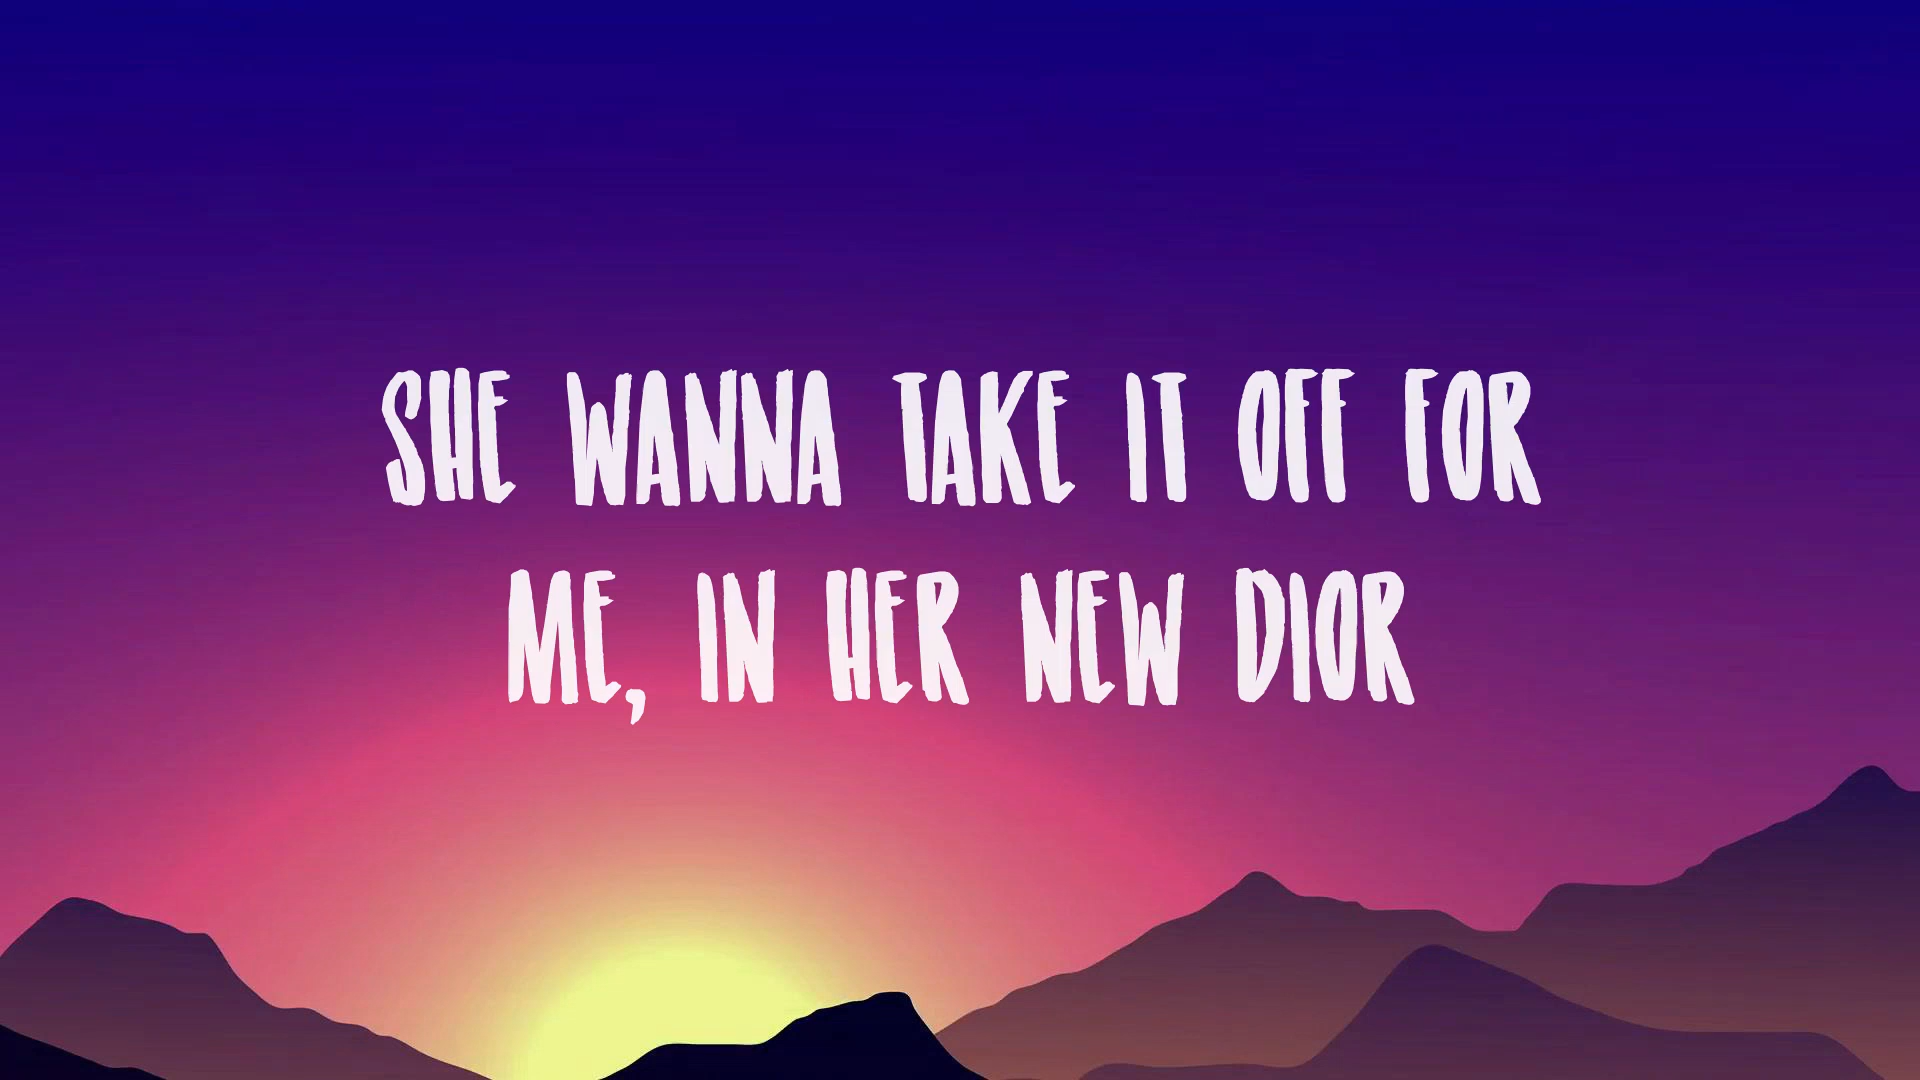 SHE WANNA TAKE IT OFF FOR
ME, IN HER NEW DIOR